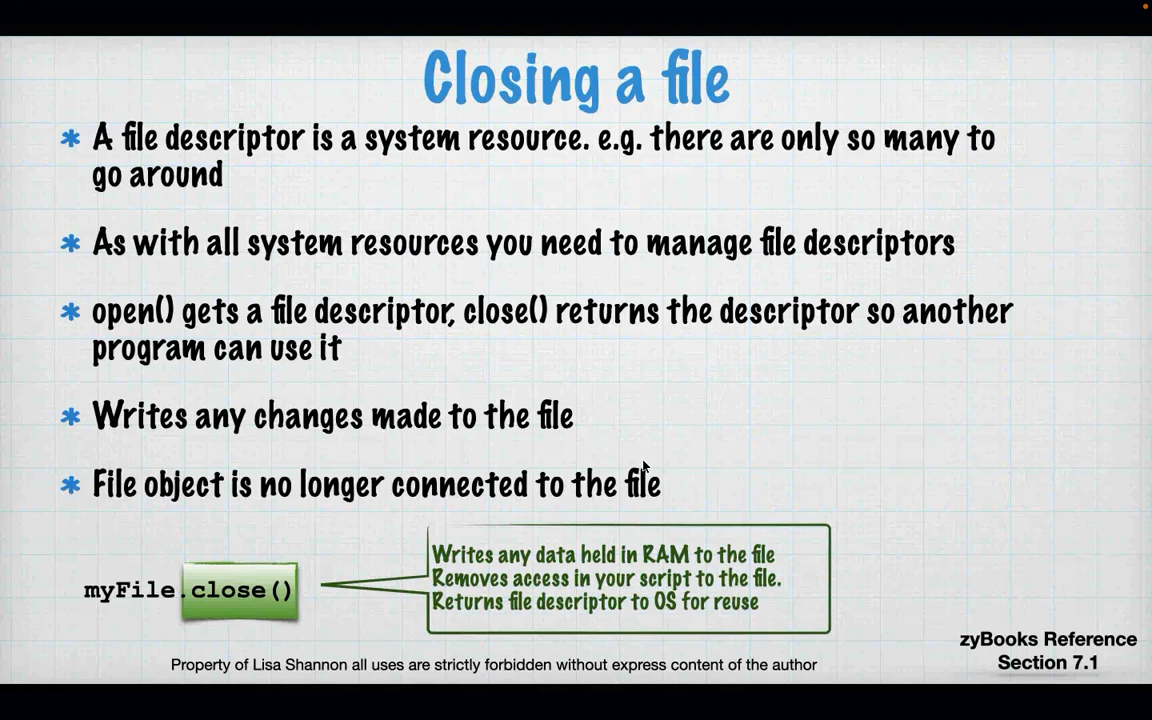 Closing a file
* A file descriptor is a system resource. e.g. there are only so many to
go around
* As with all system resources you need to manage file descriptors
* open() gets a file descriptor, close() returns the descriptor so another
program can use it
* Writes any changes made to the file
* File object is no longer connected to the file
Writes any data held in RAM to the file
Removes access in your script to the file.
Returns file descriptor to OS for reuse
myFile.close()
zyBooks Reference
Section 7.1
Property of Lisa Shannon all uses are strictly forbidden without express content of the author